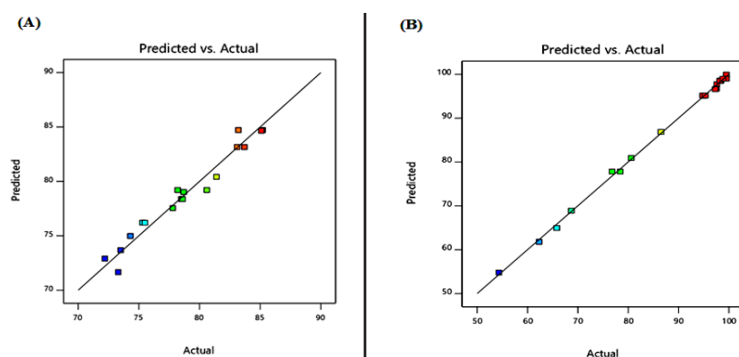 (A)
Predicted vs. Actual
90
85
80
75
70
Predicted
70 75 80 85 90
Actual
(B)
Predicted vs. Actual
100
90
80
70
60
50
Predicted
50 60 70 80 90 100
Actual